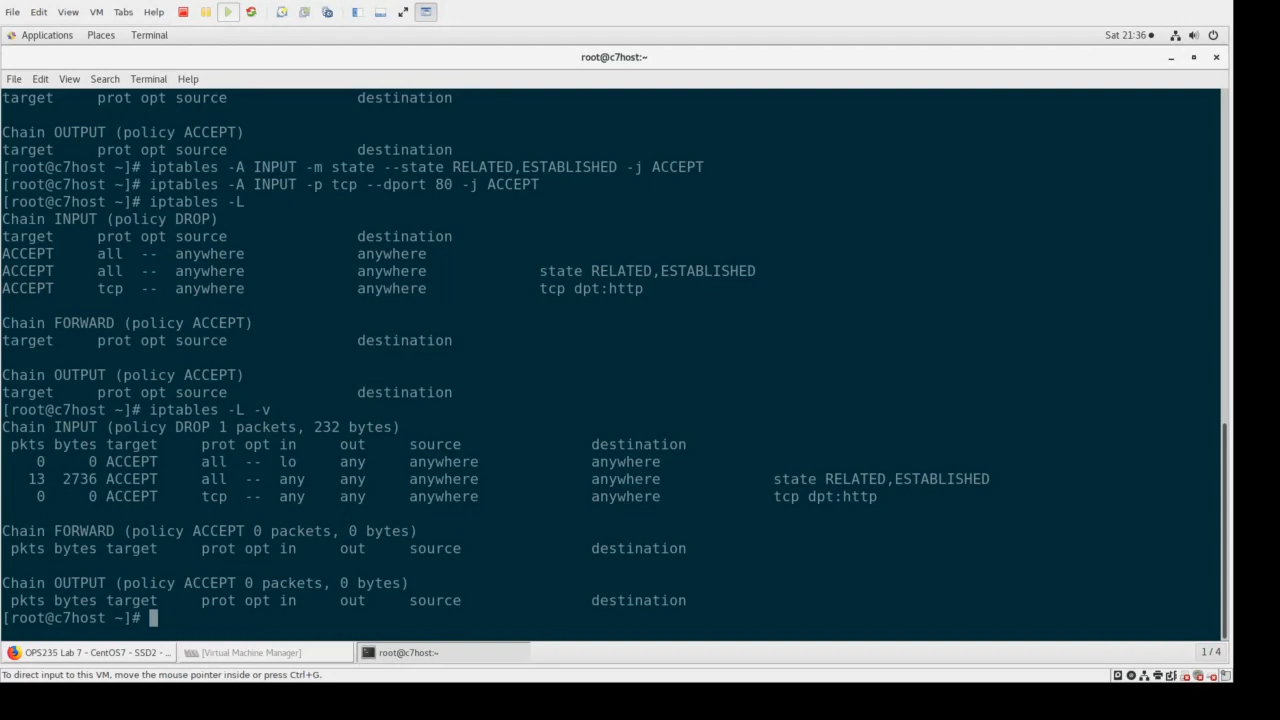 File Edit View VM Tabs Help
Applications Places Terminal Sat 21:36
root@c7host:~
File Edit View Search Terminal Help
target prot opt source destination
Chain OUTPUT (policy ACCEPT)
target prot opt source destination
[root@c7host ~]# iptables -A INPUT -m state --state RELATED,ESTABLISHED -j ACCEPT
[root@c7host ~]# iptables -A INPUT -p tcp --dport 80 -j ACCEPT
[root@c7host ~]# iptables -L
Chain INPUT (policy DROP)
target prot opt source destination
ACCEPT all -- anywhere anywhere
ACCEPT all -- anywhere anywhere state RELATED,ESTABLISHED
ACCEPT tcp -- anywhere anywhere tcp dpt:http
Chain FORWARD (policy ACCEPT)
target prot opt source destination
Chain OUTPUT (policy ACCEPT)
target prot opt source destination
[root@c7host ~]# iptables -L -v
Chain INPUT (policy DROP 1 packets, 232 bytes)
pkts bytes target prot opt in out source destination
0 0 ACCEPT all -- lo any anywhere anywhere
13 2736 ACCEPT all -- any any anywhere anywhere state RELATED,ESTABLISHED
0 0 ACCEPT tcp -- any any anywhere anywhere tcp dpt:http
Chain FORWARD (policy ACCEPT 0 packets, 0 bytes)
pkts bytes target prot opt in out source destination
Chain OUTPUT (policy ACCEPT 0 packets, 0 bytes)
pkts bytes target prot opt in out source destination
[root@c7host ~]#
OPS235 Lab 7 - CentOS7 - SSD2 - ... [Virtual Machine Manager] root@c7host:~ 1 / 4
To direct input to this VM, move the mouse pointer inside or press Ctrl+G.